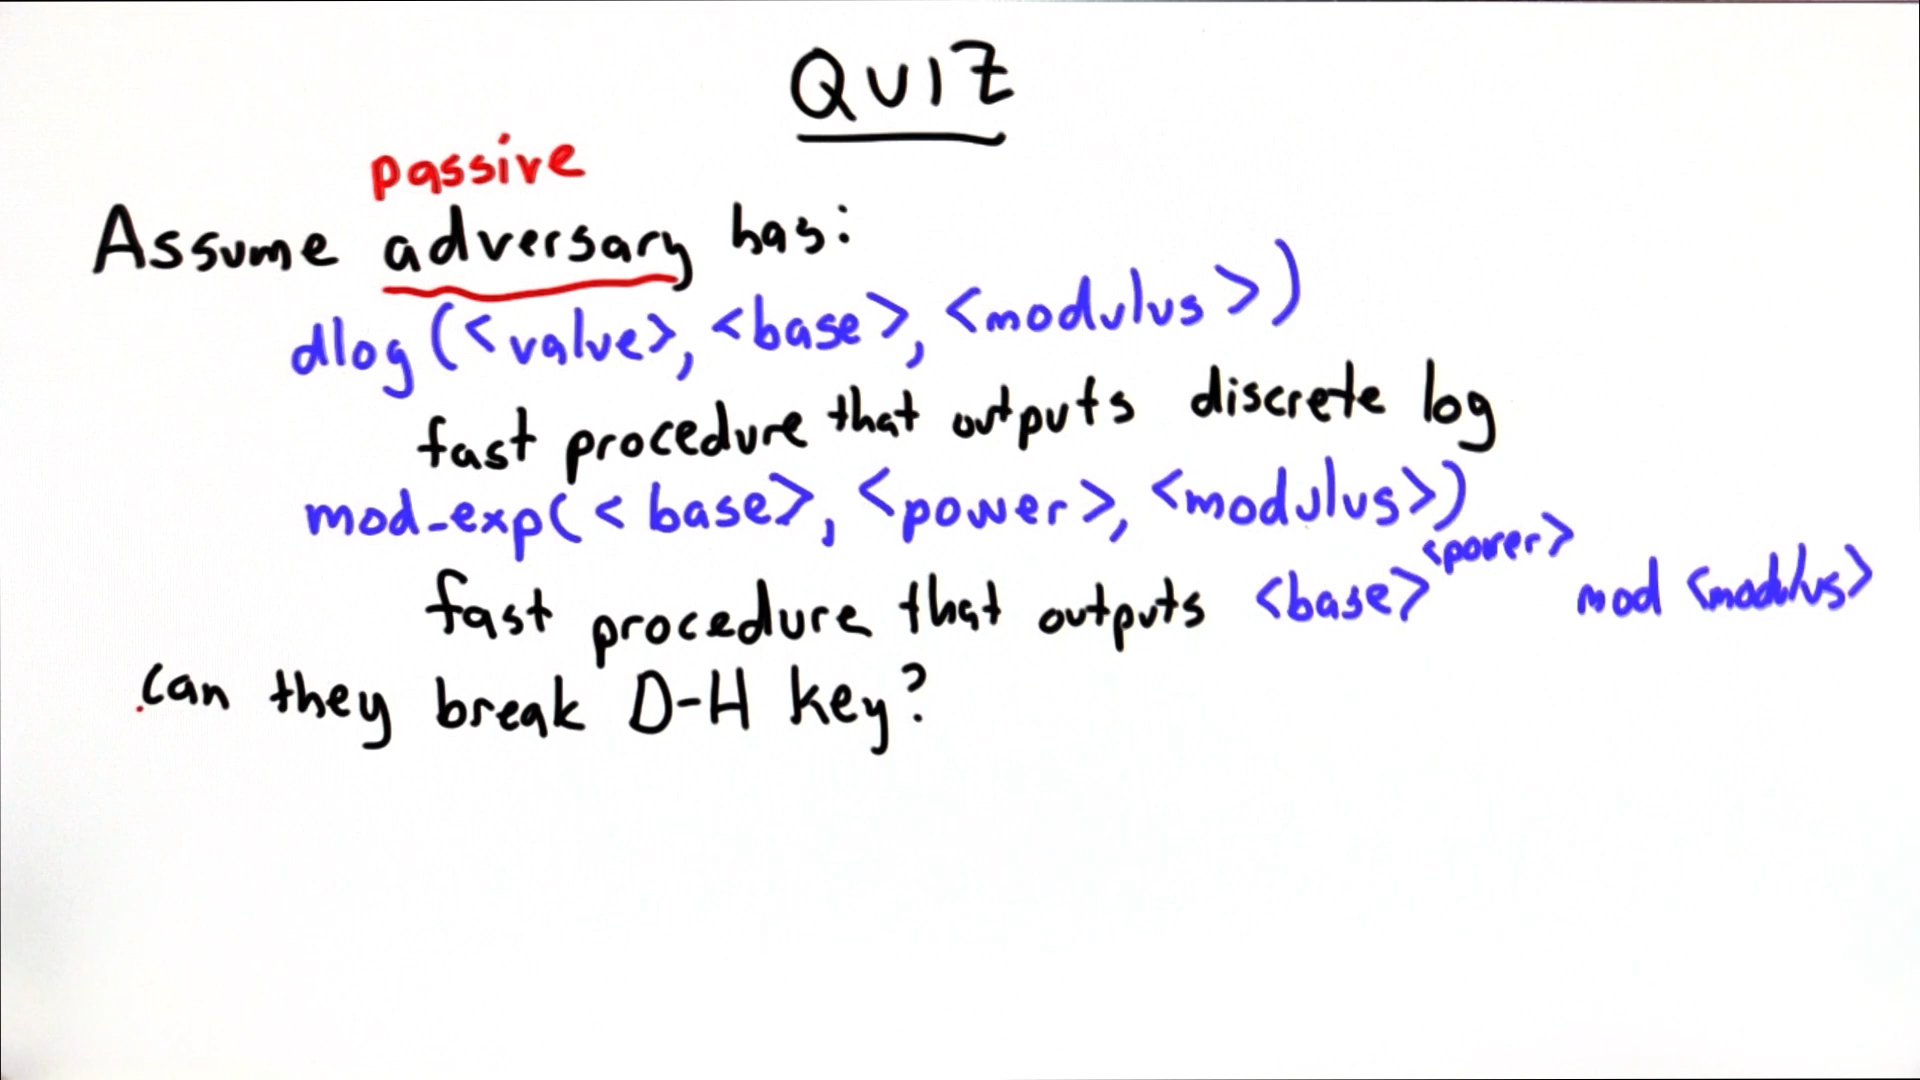 QUIZ
passive
Assume adversary has:
dlog (<value>, <base>, <modulus>)
fast procedure that outputs discrete log
mod-exp(<base>, <power>, <modulus>)
fast procedure that outputs <base><power> mod <modulus>
can they break D-H key?